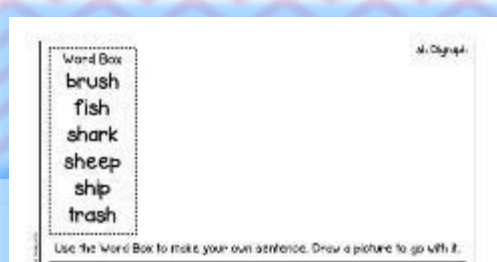 sh Digraph
Word Box
brush
fish
shark
sheep
ship
trash
Use the Word Box to make your own sentence. Draw a picture to go with it.